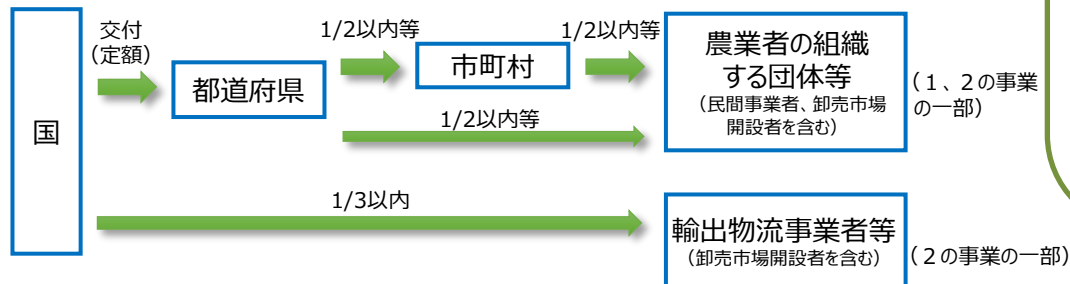 国
交付
（定額）
都道府県
1/2以内等
市町村
1/2以内等
1/2以内等
農業者の組織
する団体等
（民間事業者、卸売市場
開設者を含む）
（１、２の事業
の一部）
1/3以内
輸出物流事業者等
（卸売市場開設者を含む）
（２の事業の一部）